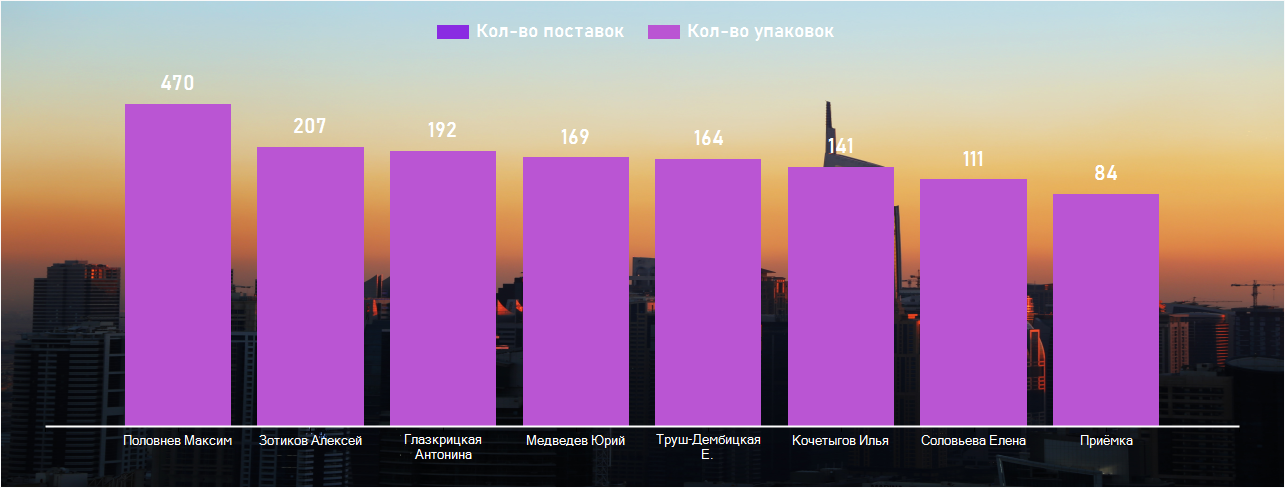 Кол-во поставок Кол-во упаковок
470
207
192
169
164
141
111
84
Половнев Максим
Зотиков Алексей
Глазкрицкая
Антонина
Медведев Юрий
Труш-Дембицкая
Е.
Кочетыгов Илья
Соловьева Елена
Приёмка